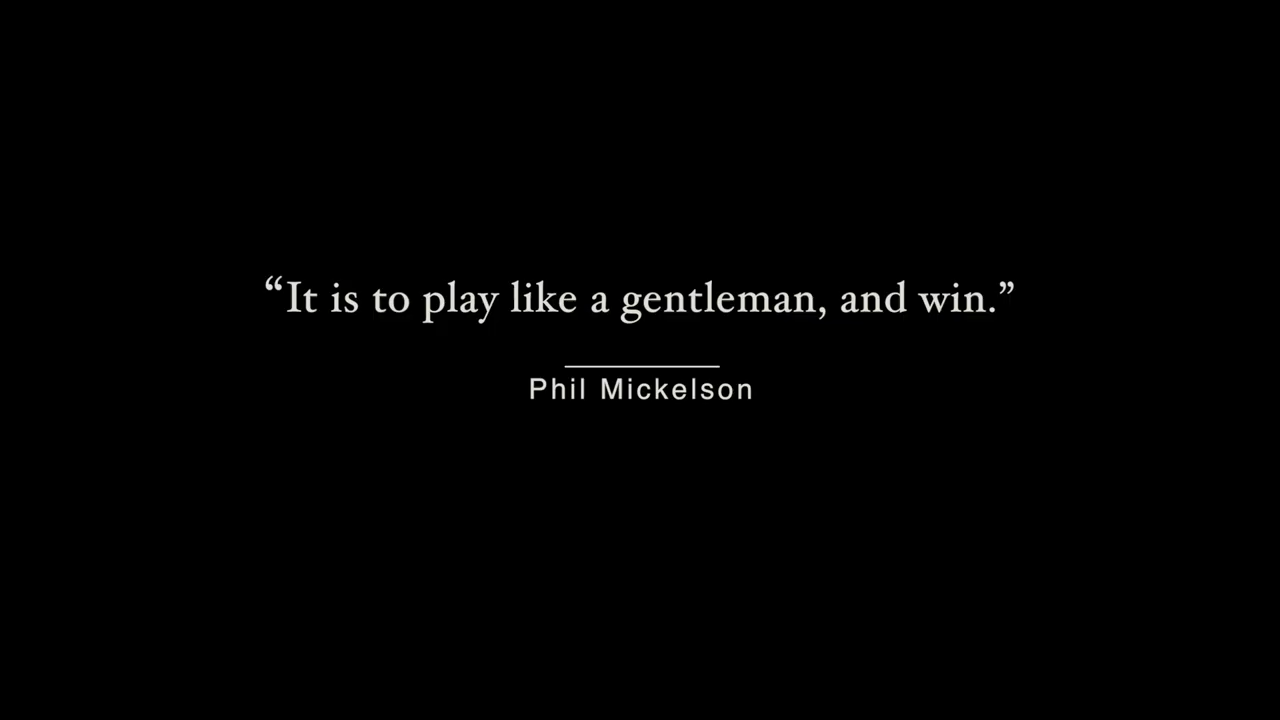 “It is to play like a gentleman, and win.”
Phil Mickelson